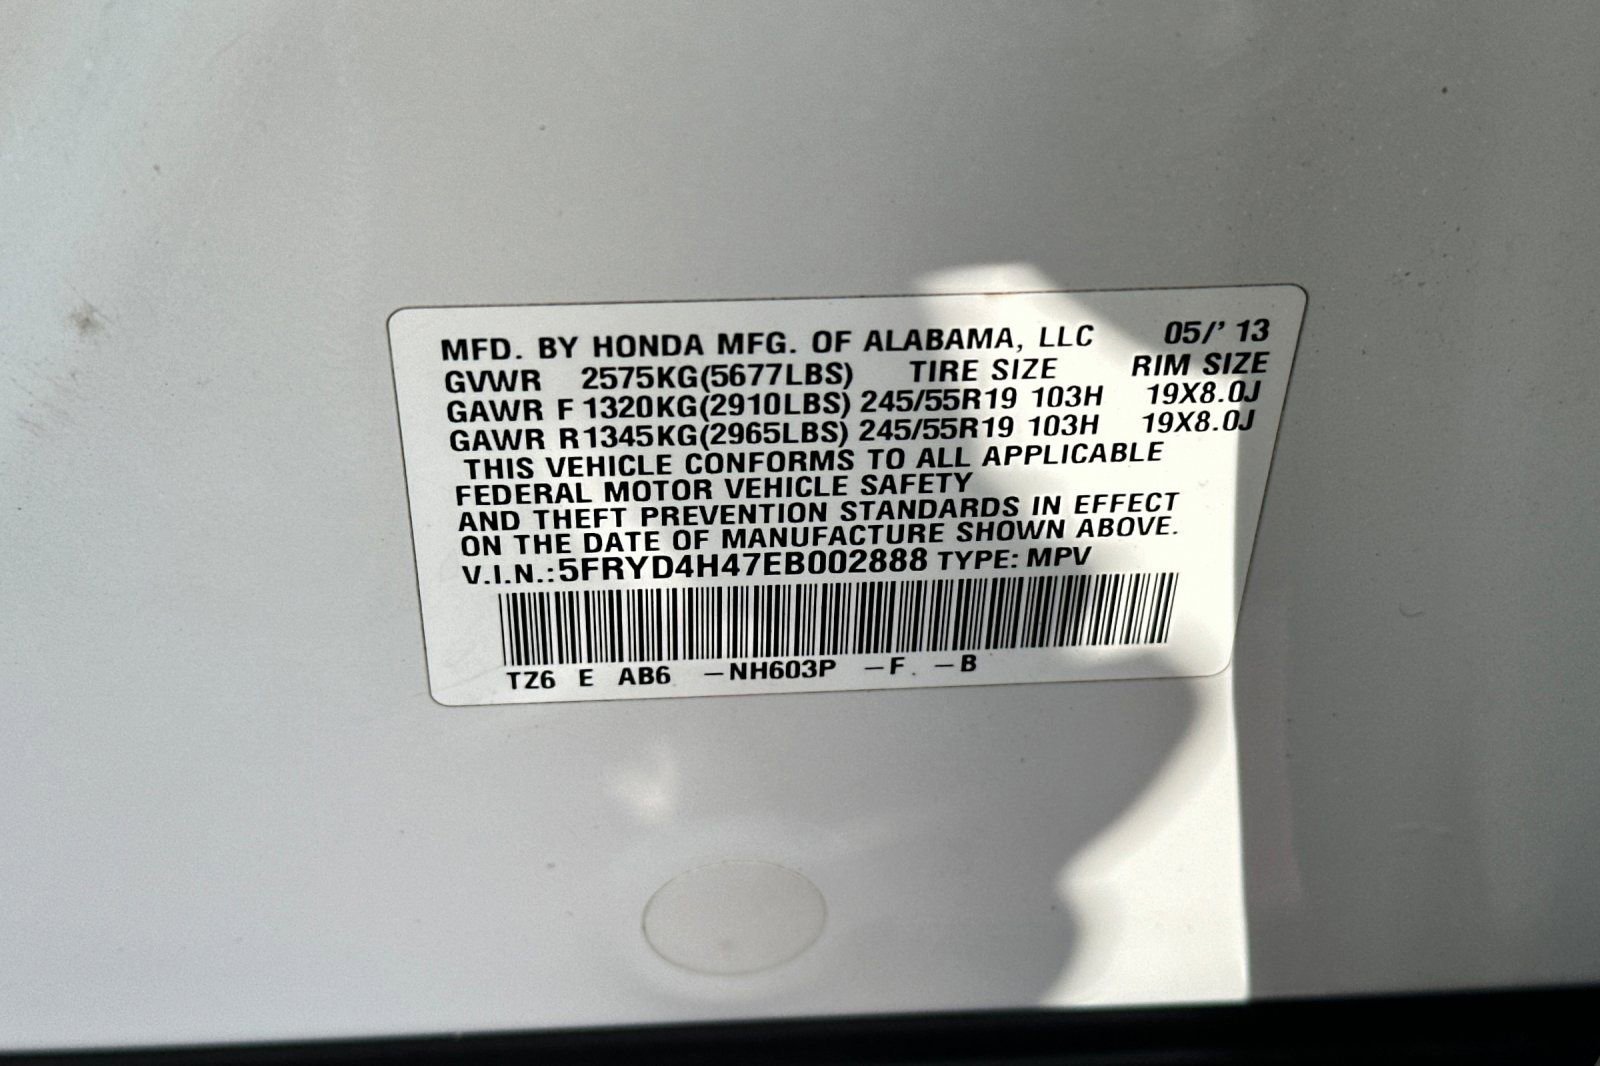 MFD. BY HONDA MFG. OF ALABAMA, LLC 05/' 13
GVWR 2575KG(5677LBS) TIRE SIZE RIM SIZE
GAWR F 1320KG(2910LBS) 245/55R19 103H 19X8.0J
GAWR R 1345KG(2965LBS) 245/55R19 103H 19X8.0J
THIS VEHICLE CONFORMS TO ALL APPLICABLE
FEDERAL MOTOR VEHICLE SAFETY
AND THEFT PREVENTION STANDARDS IN EFFECT
ON THE DATE OF MANUFACTURE SHOWN ABOVE.
V.I.N.: 5FRYD4H47EB002888 TYPE: MPV
TZ6 E AB6 –NH603P –F. –B